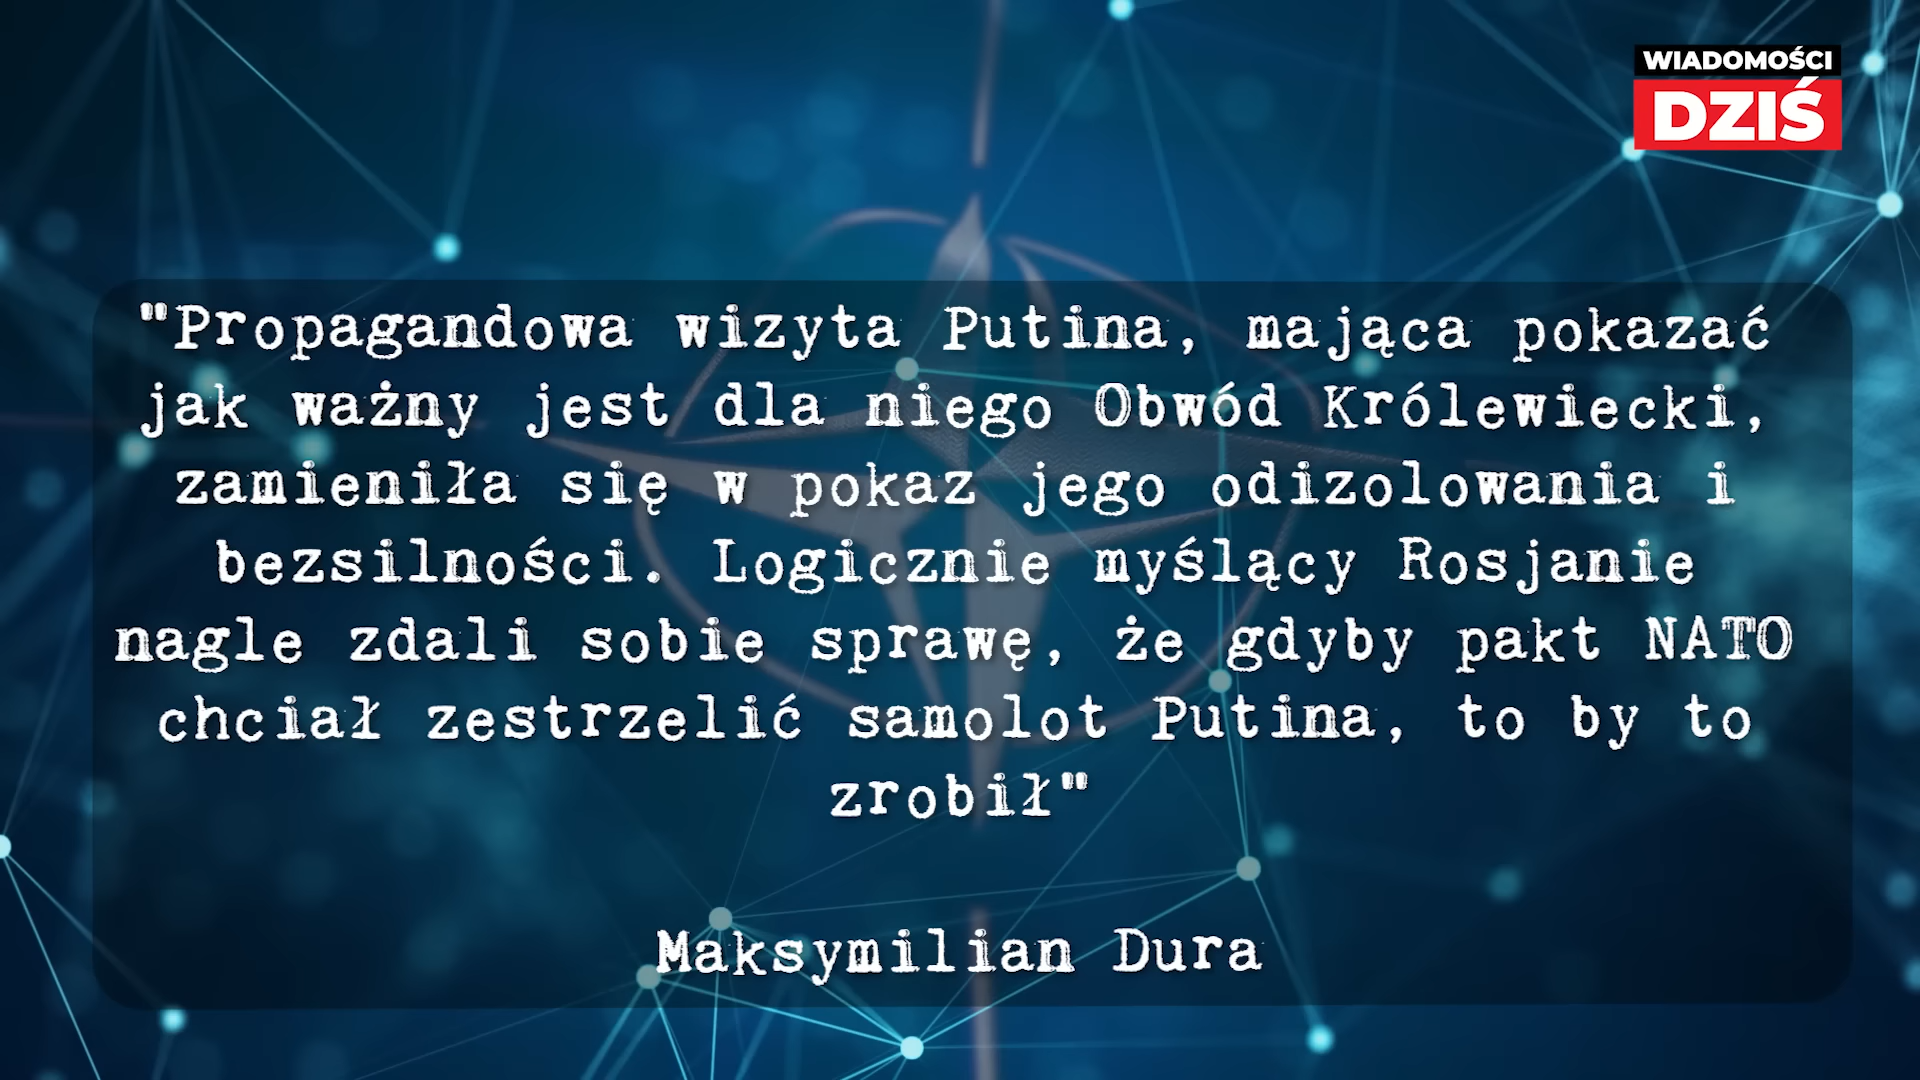 WIADOMOŚCI
DZIŚ
"Propagandowa wizyta Putina, mająca pokazać
jak ważny jest dla niego Obwód Królewiecki,
zamieniła się w pokaz jego odizolowania i
bezsilności. Logicznie myślący Rosjanie
nagle zdali sobie sprawę, że gdyby pakt NATO
chciał zestrzelić samolot Putina, to by to
zrobił"
Maksymilian Dura